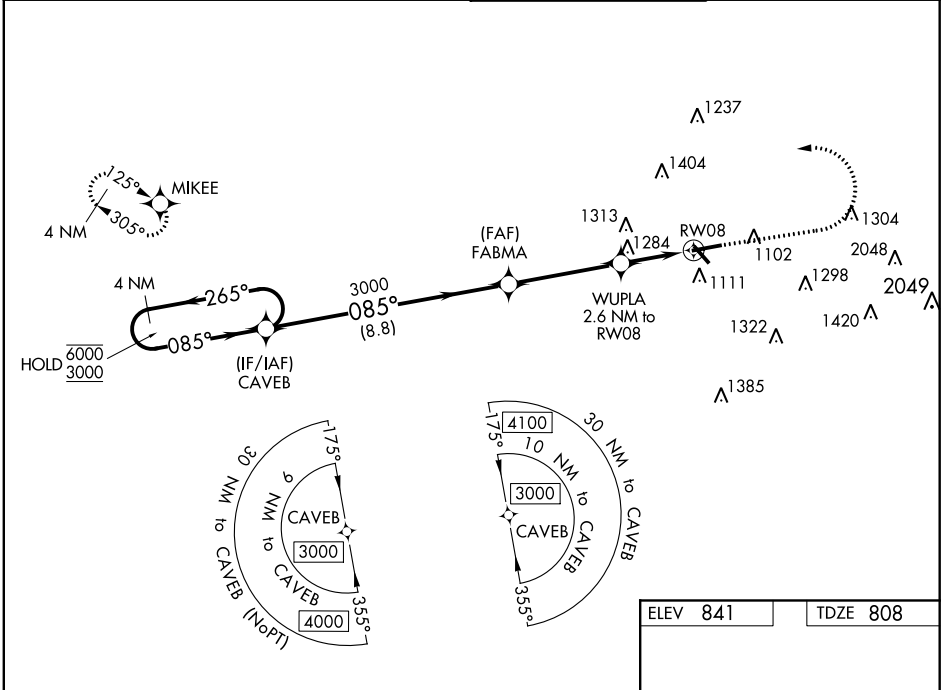 1237
1404
125°
MIKEE
305°
4 NM
1313
1284
RW08
1304
(FAF)
FABMA
1102
2048
4 NM
265°
3000
085°
(8.8)
1111
1298
2049
WUPLA
2.6 NM to
RW08
1420
1322
085°
HOLD 6000
3000
(IF/IAF)
CAVEB
1385
175°
30 NM to CAVEB (NoPT)
6 NM to CAVEB
CAVEB
3000
4000
355°
175°
4100
30 NM to CAVEB
10 NM to CAVEB
3000
CAVEB
355°
ELEV 841
TDZE 808